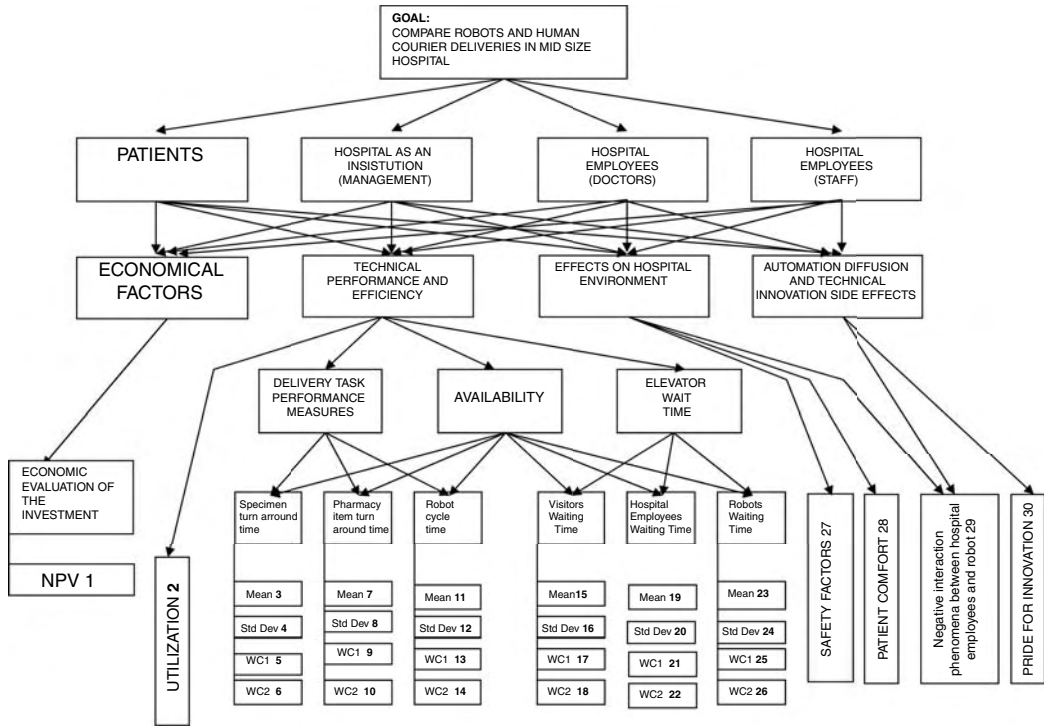 GOAL:
COMPARE ROBOTS AND HUMAN
COURIER DELIVERIES IN MID SIZE
HOSPITAL
PATIENTS
HOSPITAL AS AN
INSISTUTION
(MANAGEMENT)
HOSPITAL
EMPLOYEES
(DOCTORS)
HOSPITAL
EMPLOYEES
(STAFF)
ECONOMICAL
FACTORS
TECHNICAL
PERFORMANCE AND
EFFICIENCY
EFFECTS ON HOSPITAL
ENVIRONMENT
AUTOMATION DIFFUSION
AND TECHNICAL
INNOVATION SIDE EFFECTS
DELIVERY TASK
PERFORMANCE
MEASURES
AVAILABILITY
ELEVATOR
WAIT
TIME
ECONOMIC
EVALUATION OF
THE
INVESTMENT
NPV 1
UTILIZATION 2
Specimen
turn arround
time
Mean 3
Std Dev 4
WC1 5
WC2 6
Pharmacy
item turn
around time
Mean 7
Std Dev 8
WC1 9
WC2 10
Robot
cycle
time
Mean 11
Std Dev 12
WC1 13
WC2 14
Visitors
Waiting
Time
Mean15
Std Dev 16
WC1 17
WC2 18
Hospital
Employees
Waiting Time
Mean 19
Std Dev 20
WC1 21
WC2 22
Robots
Waiting
Time
Mean 23
Std Dev 24
WC1 25
WC2 26
SAFETY FACTORS 27
PATIENT COMFORT 28
Negative interaction
phenomena between hospital
employees and robot 29
PRIDE FOR INNOVATION 30